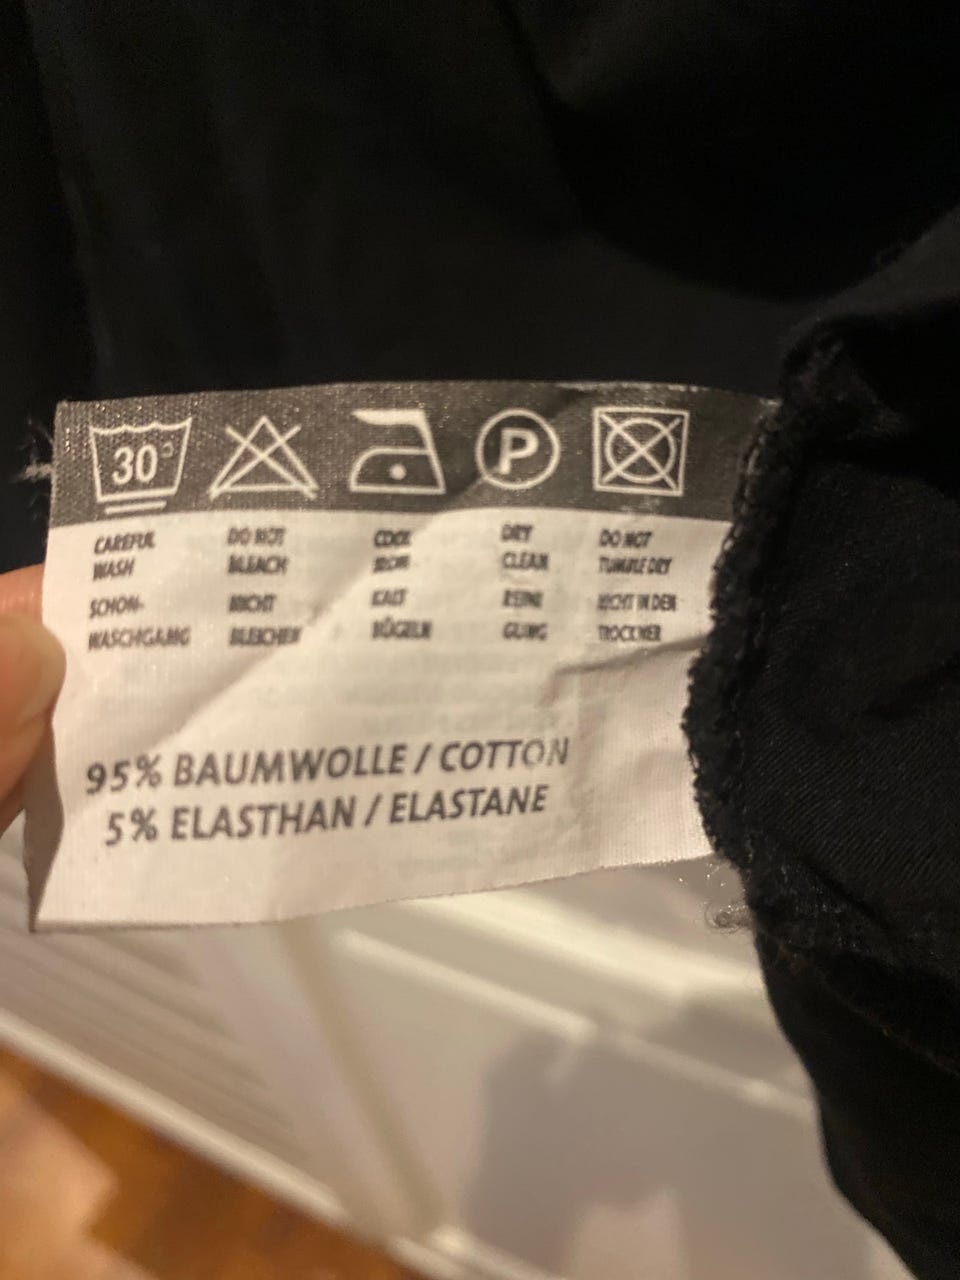 30°
P
CAREFUL WASH
SCHON-
WASCHGANG
DO NOT
BLEACH
NICHT
BLEICHEN
COOL
IRON
KALT
BÜGELN
DRY
CLEAN
REINI
GUNG
DO NOT
TUMBLE DRY
NICHT IN DEN
TROCKNER
95% BAUMWOLLE / COTTON
5% ELASTHAN / ELASTANE